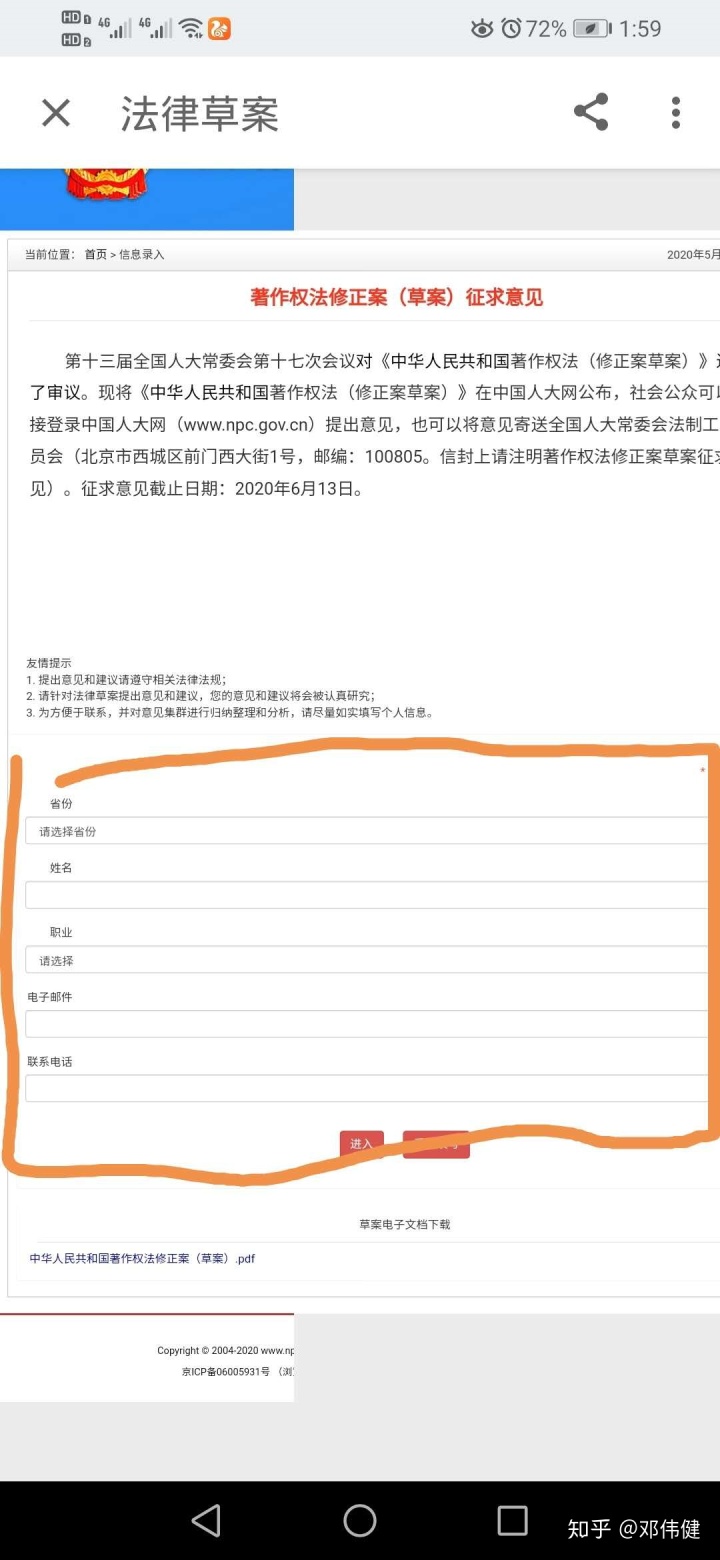 HD 1 4G 4G 72% 1:59
HD 2
法律草案
当前位置： 首页 > 信息录入 2020年5月
著作权法修正案（草案）征求意见
第十三届全国人大常委会第十七次会议对《中华人民共和国著作权法（修正案草案）》
了审议。现将《中华人民共和国著作权法（修正案草案）》在中国人大网公布，社会公众可
接登录中国人大网（www.npc.gov.cn）提出意见，也可以将意见寄送全国人大常委会法制工
员会（北京市西城区前门西大街1号，邮编：100805。信封上请注明著作权法修正案草案征
见）。征求意见截止日期：2020年6月13日。
友情提示
1. 提出意见和建议请遵守相关法律法规；
2. 请针对法律草案提出意见和建议，您的意见和建议将会被认真研究；
3. 为方便于联系，并对意见集群进行归纳整理和分析，请尽量如实填写个人信息。
*
省份
请选择省份
姓名
职业
请选择
电子邮件
联系电话
进入
草案电子文档下载
中华人民共和国著作权法修正案（草案）.pdf
Copyright © 2004-2020 www.np
京ICP备06005931号 （浏
知乎 @邓伟健